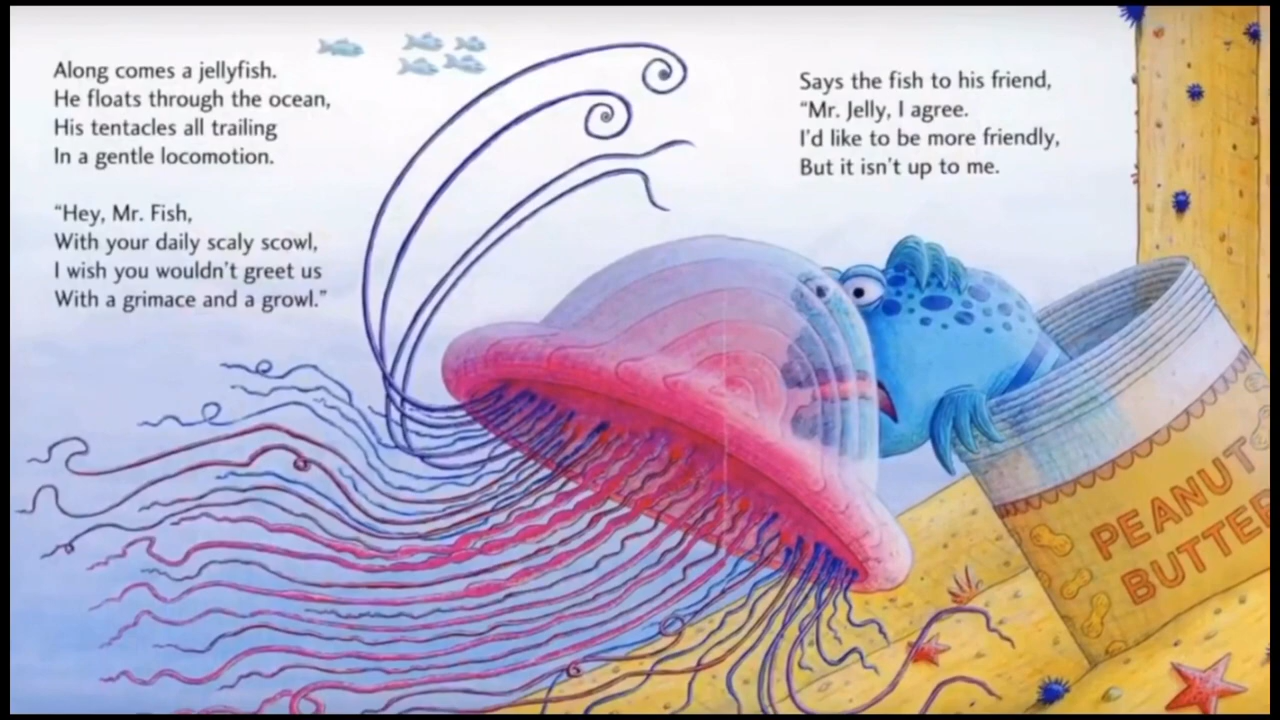 Along comes a jellyfish.
He floats through the ocean,
His tentacles all trailing
In a gentle locomotion.
“Hey, Mr. Fish,
With your daily scaly scowl,
I wish you wouldn’t greet us
With a grimace and a growl.”
Says the fish to his friend,
“Mr. Jelly, I agree.
I’d like to be more friendly,
But it isn’t up to me.
PEANUT
BUTTER